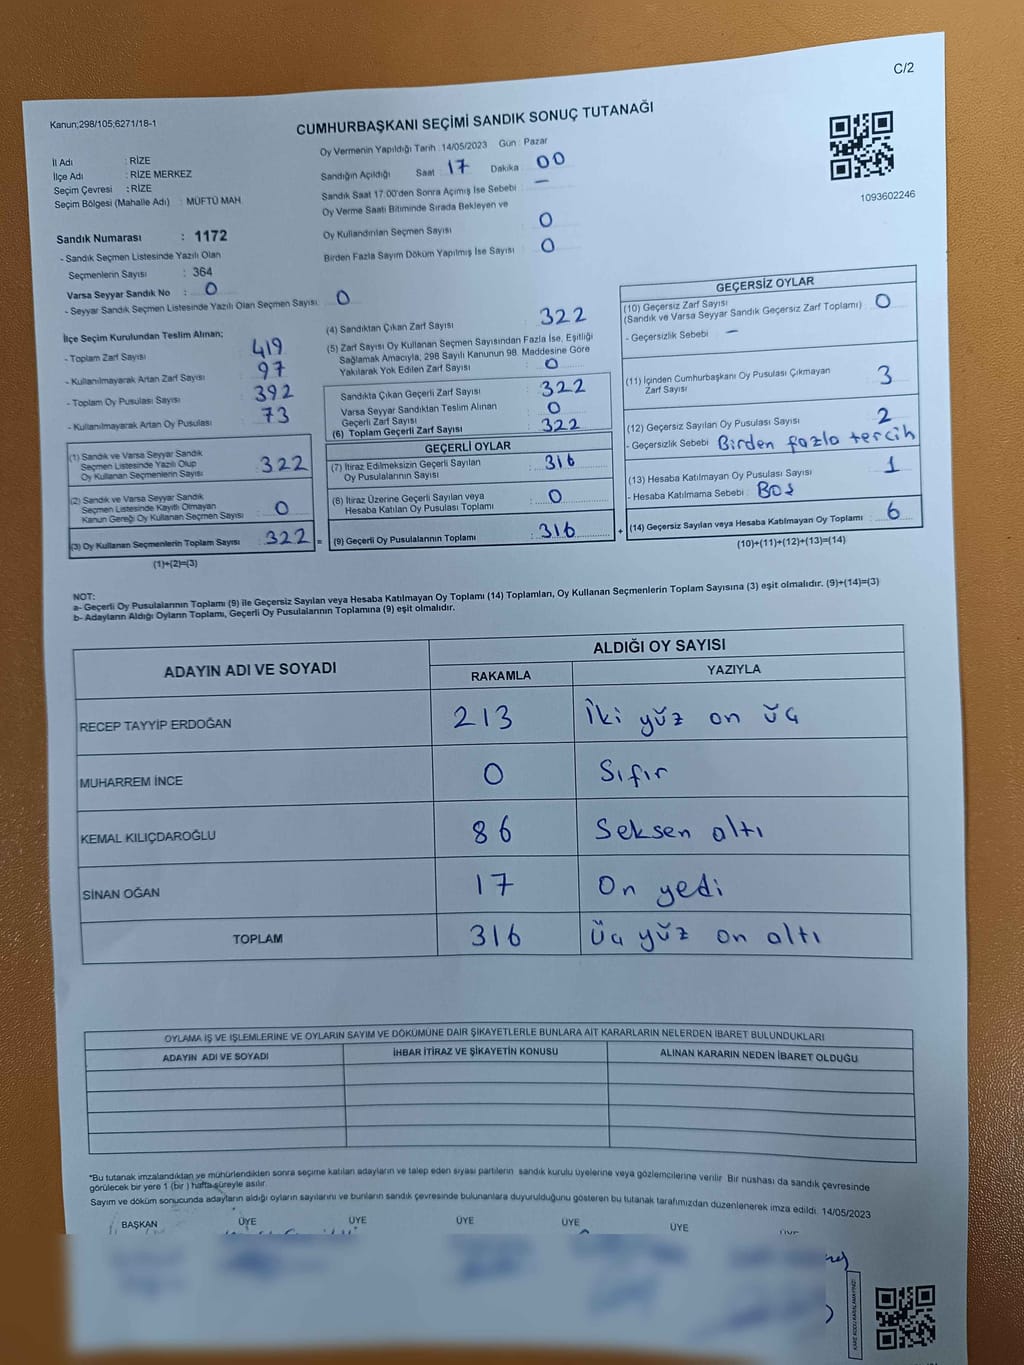 C/2
Kanun;298/105,6271/18-1
CUMHURBAŞKANI SEÇİMİ SANDIK SONUÇ TUTANAĞI
Oy Vermenin Yapıldığı Tarih : 14/05/2023 Gün : Pazar
İl Adı : RİZE
İlçe Adı : RİZE MERKEZ
Seçim Çevresi : RİZE
Seçim Bölgesi (Mahalle Adı) : MÜFTÜ MAH.
Sandığın Açıldığı Saat 17 Dakika 00
Sandık Saat 17:00'den Sonra Açımış İse Sebebi : –
Oy Verme Saati Bitiminde Sırada Bekleyen ve
Oy Kullandırılan Seçmen Sayısı : 0
Birden Fazla Sayım Döküm Yapılmış İse Sayısı : 0
1093602246
Sandık Numarası : 1172
- Sandık Seçmen Listesinde Yazılı Olan
Seçmenlerin Sayısı : 364
Varsa Seyyar Sandık No : 0
- Seyyar Sandık Seçmen Listesinde Yazılı Olan Seçmen Sayısı: 0
İlçe Seçim Kurulundan Teslim Alınan;
- Toplam Zarf Sayısı : 419
- Kullanılmayarak Artan Zarf Sayısı : 97
- Toplam Oy Pusulası Sayısı : 392
- Kullanılmayarak Artan Oy Pusulası : 73
(1) Sandık ve Varsa Seyyar Sandık
Seçmen Listesinde Yazılı Olup
Oy Kullanan Seçmenlerin Sayısı : 322
(2) Sandık ve Varsa Seyyar Sandık
Seçmen Listesinde Kayıtlı Olmayan
Kanun Gereği Oy Kullanan Seçmen Sayısı : 0
(3) Oy Kullanan Seçmenlerin Toplam Sayısı : 322 =
(1)+(2)=(3)
(4) Sandıktan Çıkan Zarf Sayısı : 322
(5) Zarf Sayısı Oy Kullanan Seçmen Sayısından Fazla İse, Eşitliği
Sağlamak Amacıyla, 298 Sayılı Kanunun 98. Maddesine Göre
Yakılarak Yok Edilen Zarf Sayısı : 0
Sandıkta Çıkan Geçerli Zarf Sayısı : 322
Varsa Seyyar Sandıktan Teslim Alınan
Geçerli Zarf Sayısı : 0
(6) Toplam Geçerli Zarf Sayısı : 322
GEÇERLİ OYLAR
(7) İtiraz Edilmeksizin Geçerli Sayılan
Oy Pusulalarının Sayısı : 316
(8) İtiraz Üzerine Geçerli Sayılan veya
Hesaba Katılan Oy Pusulası Toplamı : 0
(9) Geçerli Oy Pusulalarının Toplamı : 316 +
GEÇERSİZ OYLAR
(10) Geçersiz Zarf Sayısı : 0
(Sandık ve Varsa Seyyar Sandık Geçersiz Zarf Toplamı)
- Geçersizlik Sebebi : –
(11) İçinden Cumhurbaşkanı Oy Pusulası Çıkmayan
Zarf Sayısı : 3
(12) Geçersiz Sayılan Oy Pusulası Sayısı : 2
- Geçersizlik Sebebi : Birden fazla tercih
(13) Hesaba Katılmayan Oy Pusulası Sayısı : 1
- Hesaba Katılmama Sebebi : Boş
(14) Geçersiz Sayılan veya Hesaba Katılmayan Oy Toplamı : 6
(10)+(11)+(12)+(13)=(14)
NOT:
a- Geçerli Oy Pusulalarının Toplamı (9) ile Geçersiz Sayılan veya Hesaba Katılmayan Oy Toplamı (14) Toplamları, Oy Kullanan Seçmenlerin Toplam Sayısına (3) eşit olmalıdır. (9)+(14)=(3)
b- Adayların Aldığı Oyların Toplamı, Geçerli Oy Pusulalarının Toplamına (9) eşit olmalıdır.
ADAYIN ADI VE SOYADI ALDIĞI OY SAYISI
RAKAMLA YAZIYLA
RECEP TAYYİP ERDOĞAN 213 İki yüz on üç
MUHARREM İNCE 0 Sıfır
KEMAL KILIÇDAROĞLU 86 Seksen altı
SİNAN OĞAN 17 On yedi
TOPLAM 316 Üç yüz on altı
OYLAMA İŞ VE İŞLEMLERİNE VE OYLARIN SAYIM VE DÖKÜMÜNE DAİR ŞİKAYETLERLE BUNLARA AİT KARARLARIN NELERDEN İBARET BULUNDUKLARI
ADAYIN ADI VE SOYADI İHBAR İTİRAZ VE ŞİKAYETİN KONUSU ALINAN KARARIN NEDEN İBARET OLDUĞU
*Bu tutanak imzalandıktan ve mühürlendikten sonra seçime katılan adayların ve talep eden siyasi partilerin sandık kurulu üyelerine veya gözlemcilerine verilir. Bir nüshası da sandık çevresinde
görülecek bir yere 1 (bir ) hafta süreyle asılır.
Sayım ve döküm sonucunda adayların aldığı oyların sayılarını ve bunların sandık çevresinde bulunanlara duyurulduğunu gösteren bu tutanak tarafımızdan düzenlenerek imza edildi. 14/05/2023
BAŞKAN ÜYE ÜYE ÜYE ÜYE ÜYE ÜYE